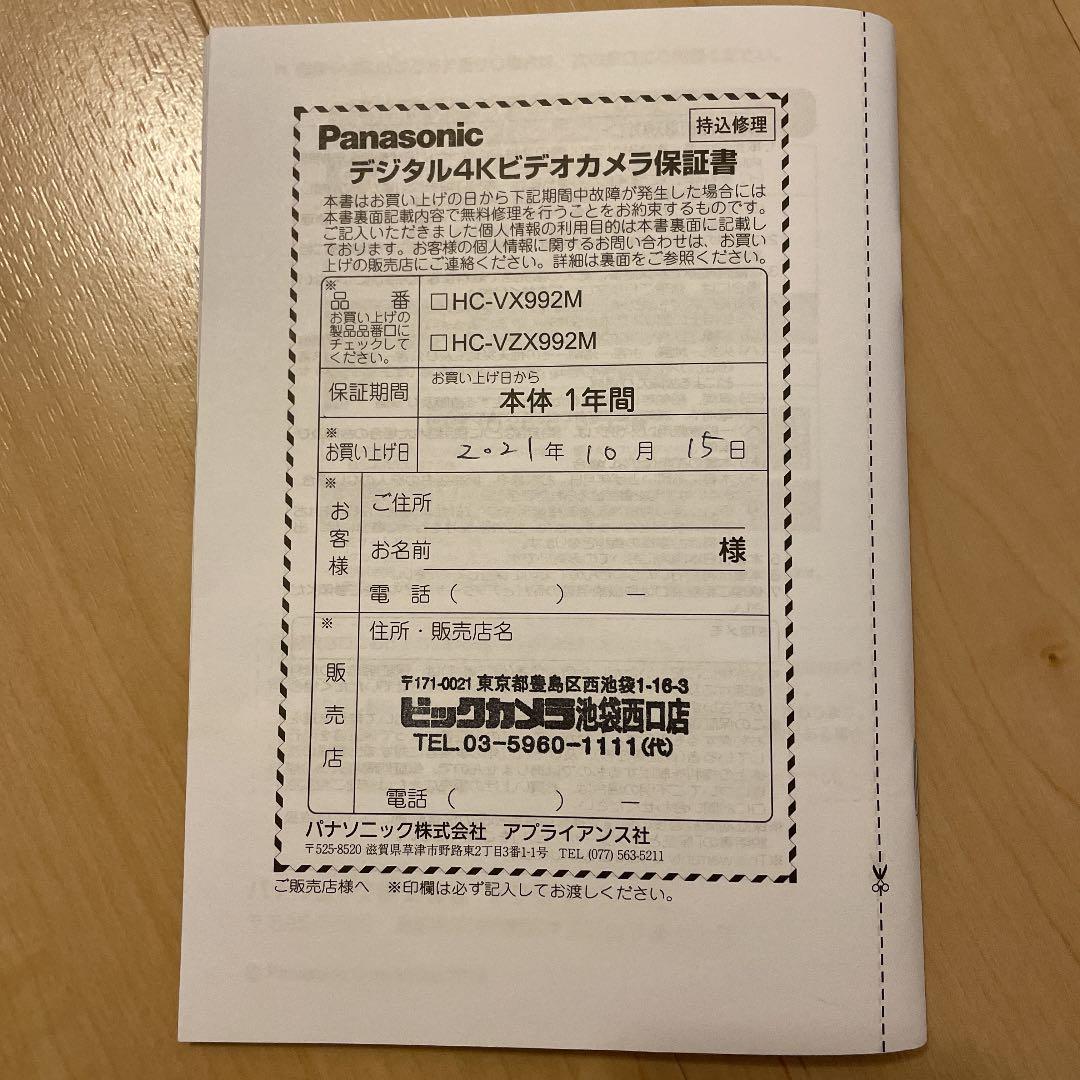 Panasonic
持込修理
デジタル4Kビデオカメラ保証書
本書はお買い上げの日から下記期間中故障が発生した場合には
本書裏面記載内容で無料修理を行うことをお約束するものです。
ご記入いただきました個人情報の利用目的は本書裏面に記載し
ております。お客様の個人情報に関するお問い合わせは、お買い
上げの販売店にご連絡ください。詳細は裏面をご参照ください。
※
品 番
お買い上げの
製品品番口に
チェックして
ください。
□HC-VX992M
□HC-VZX992M
保証期間
お買い上げ日から
本体 1年間
※
お買い上げ日
2021年 10月 15日
※
お客様
ご住所
お名前 様
電 話( ) ー
※
販売店
住所・販売店名
〒171-0021 東京都豊島区西池袋1-16-3
ビックカメラ池袋西口店
TEL.03-5960-1111(代)
電話( ) ー
パナソニック株式会社 アプライアンス社
〒525-8520 滋賀県草津市野路東2丁目3番1-1号 TEL (077) 563-5211
ご販売店様へ ※印欄は必ず記入してお渡しください。